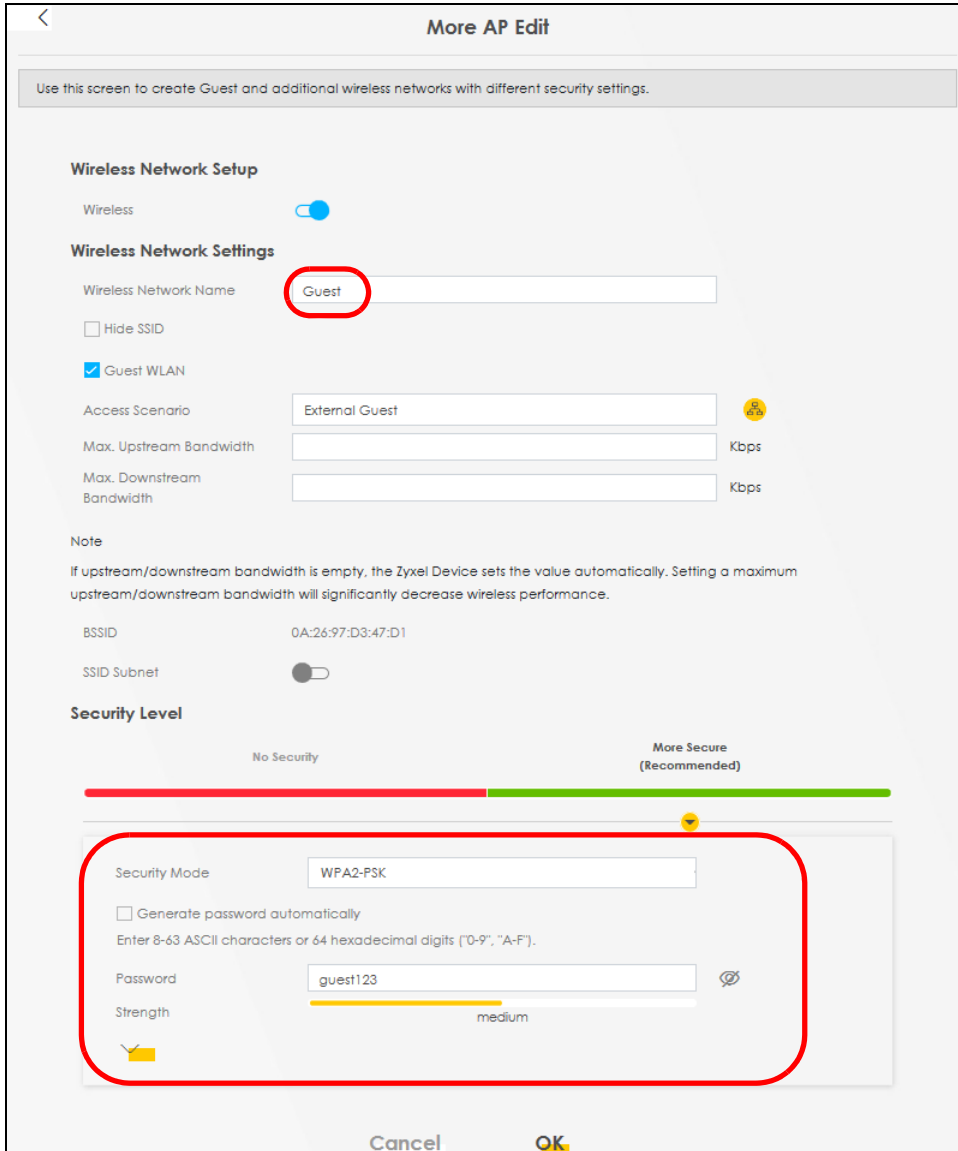 More AP Edit
Use this screen to create Guest and additional wireless networks with different security settings.
Wireless Network Setup
Wireless
Wireless Network Settings
Wireless Network Name Guest
Hide SSID
Guest WLAN
Access Scenario External Guest
Max. Upstream Bandwidth Kbps
Max. Downstream
Bandwidth Kbps
Note
If upstream/downstream bandwidth is empty, the Zyxel Device sets the value automatically. Setting a maximum
upstream/downstream bandwidth will significantly decrease wireless performance.
BSSID 0A:26:97:D3:47:D1
SSID Subnet
Security Level
No Security
More Secure
(Recommended)
Security Mode WPA2-PSK
Generate password automatically
Enter 8-63 ASCII characters or 64 hexadecimal digits ("0-9", "A-F").
Password guest123
Strength
medium
Cancel OK